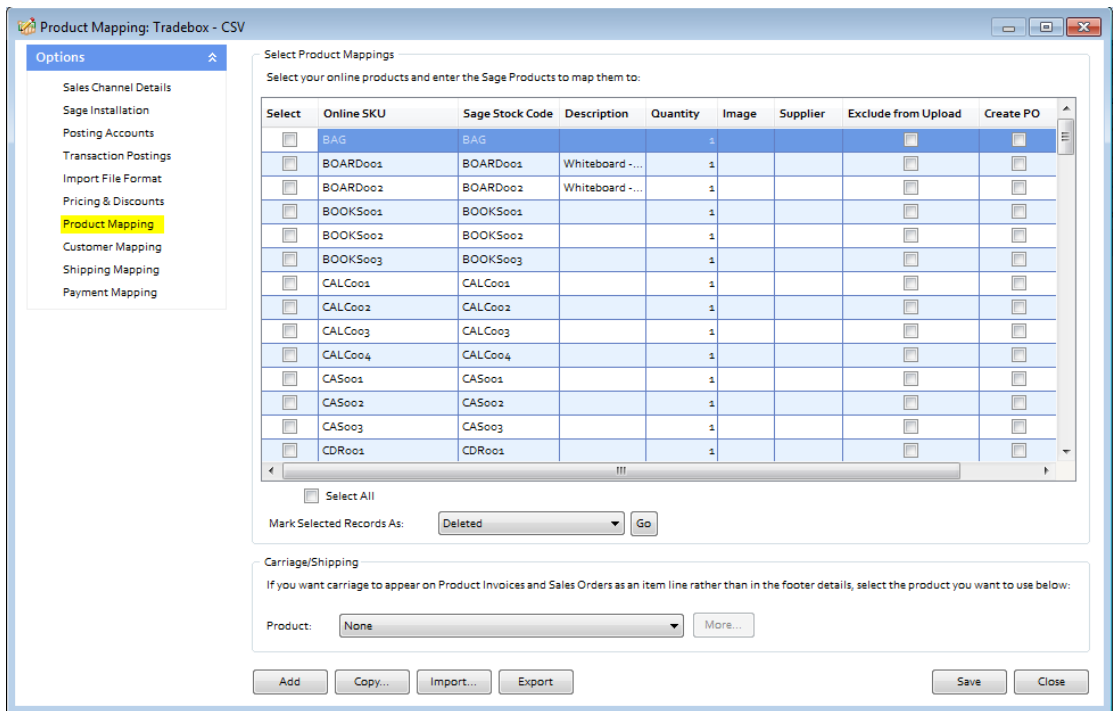 Product Mapping: Tradebox - CSV
Options
Sales Channel Details
Sage Installation
Posting Accounts
Transaction Postings
Import File Format
Pricing & Discounts
Product Mapping
Customer Mapping
Shipping Mapping
Payment Mapping
Select Product Mappings
Select your online products and enter the Sage Products to map them to:
Select Online SKU Sage Stock Code Description Quantity Image Supplier Exclude from Upload Create PO
BAG BAG 1
BOARD001 BOARD001 Whiteboard -... 1
BOARD002 BOARD002 Whiteboard -... 1
BOOKS001 BOOKS001 1
BOOKS002 BOOKS002 1
BOOKS003 BOOKS003 1
CALC001 CALC001 1
CALC002 CALC002 1
CALC003 CALC003 1
CALC004 CALC004 1
CAS001 CAS001 1
CAS002 CAS002 1
CAS003 CAS003 1
CDR001 CDR001 1
Select All
Mark Selected Records As: Deleted Go
Carriage/Shipping
If you want carriage to appear on Product Invoices and Sales Orders as an item line rather than in the footer details, select the product you want to use below:
Product: None More...
Add Copy... Import... Export Save Close